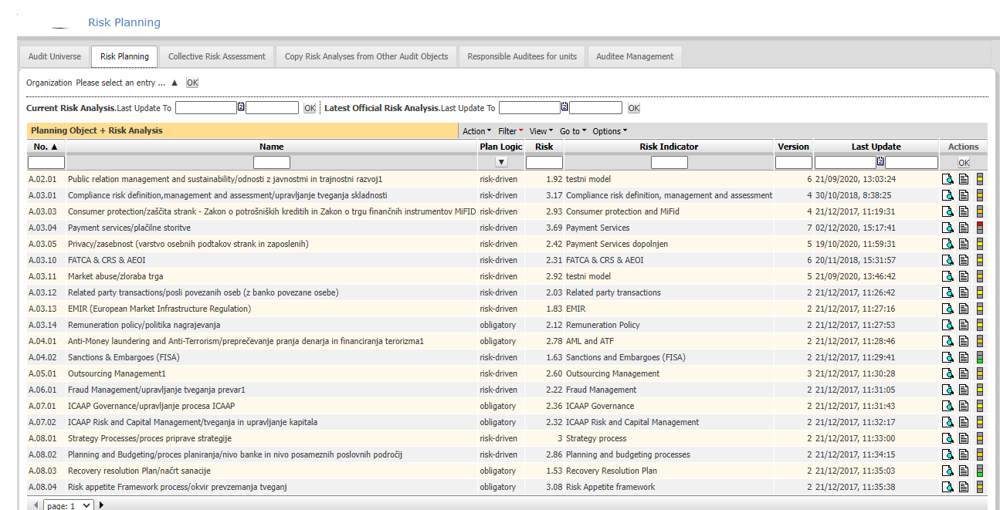 Risk Planning
Audit Universe Risk Planning Collective Risk Assessment Copy Risk Analyses from Other Audit Objects Responsible Auditees for units Auditee Management
Organization Please select an entry ... ▲ OK
Current Risk Analysis.Last Update To OK Latest Official Risk Analysis.Last Update To OK
Planning Object + Risk Analysis Action Filter View Go to Options
No. ▲ Name Plan Logic Risk Risk Indicator Version Last Update Actions
▼ OK
A.02.01 Public relation management and sustainability/odnosti z javnostmi in trajnostni razvoj1 risk-driven 1.92 testni model 6 21/09/2020, 13:03:24
A.03.01 Compliance risk definition,management and assessment/upravljanje tveganja skladnosti risk-driven 3.17 Compliance risk definition, management and assessment 4 30/10/2018, 8:38:25
A.03.03 Consumer protection/zaščita strank - Zakon o potrošniških kreditih in Zakon o trgu finančnih instrumentov MiFID risk-driven 2.93 Consumer protection and MiFid 4 21/12/2017, 11:19:31
A.03.04 Payment services/plačilne storitve risk-driven 3.69 Payment Services 7 02/12/2020, 15:17:41
A.03.05 Privacy/zasebnost (varstvo osebnih podtakov strank in zaposlenih) risk-driven 2.42 Payment Services dopolnjen 5 19/10/2020, 11:59:31
A.03.10 FATCA & CRS & AEOI risk-driven 2.31 FATCA & CRS & AEOI 6 20/11/2018, 15:31:57
A.03.11 Market abuse/zloraba trga risk-driven 2.92 testni model 5 21/09/2020, 13:46:42
A.03.12 Related party transactions/posli povezanih oseb (z banko povezane osebe) risk-driven 2.03 Related party transactions 2 21/12/2017, 11:26:42
A.03.13 EMIR (European Market Infrastructure Regulation) risk-driven 1.83 EMIR 2 21/12/2017, 11:27:16
A.03.14 Remuneration policy/politika nagrajevanja obligatory 2.12 Remuneration Policy 2 21/12/2017, 11:27:53
A.04.01 Anti-Money laundering and Anti-Terrorism/preprečevanje pranja denarja in financiranja terorizma1 obligatory 2.78 AML and ATF 2 21/12/2017, 11:28:46
A.04.02 Sanctions & Embargoes (FISA) risk-driven 1.63 Sanctions and Embargoes (FISA) 2 21/12/2017, 11:29:41
A.05.01 Outsourcing Management1 risk-driven 2.60 Outsourcing Management 3 21/12/2017, 11:30:28
A.06.01 Fraud Management/upravljanje tveganja prevar1 risk-driven 2.22 Fraud Management 2 21/12/2017, 11:31:05
A.07.01 ICAAP Governance/upravljanje procesa ICAAP obligatory 2.36 ICAAP Governance 2 21/12/2017, 11:31:43
A.07.02 ICAAP Risk and Capital Management/tveganja in upravljanje kapitala obligatory 2.32 ICAAP Risk and Capital Management 2 21/12/2017, 11:32:17
A.08.01 Strategy Processes/proces priprave strategije risk-driven 3 Strategy process 2 21/12/2017, 11:33:00
A.08.02 Planning and Budgeting/proces planiranja/nivo banke in nivo posameznih poslovnih področij risk-driven 2.86 Planning and budgeting processes 2 21/12/2017, 11:34:15
A.08.03 Recovery resolution Plan/načrt sanacije obligatory 1.53 Recovery Resolution Plan 2 21/12/2017, 11:35:03
A.08.04 Risk appetite Framework process/okvir prevzemanja tveganj obligatory 3.08 Risk Appetite framework 2 21/12/2017, 11:35:38
page: 1